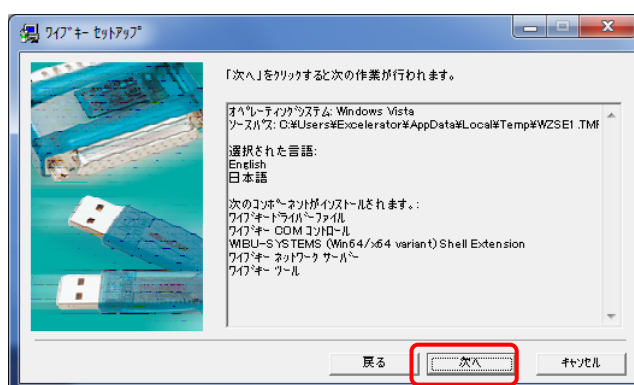 ワイブキー セットアップ
「次へ」をクリックすると次の作業が行われます。
オペレーティングシステム: Windows Vista
ソースパス: C:¥Users¥Excelerator¥AppData¥Local¥Temp¥WZSE1.TMF
選択された言語:
English
日本語
次のコンポーネントがインストールされます。:
ワイブキードライバーファイル
ワイブキー COM コントロール
WIBU-SYSTEMS (Win64/x64 variant) Shell Extension
ワイブキー ネットワーク サーバー
ワイブキー ツール
戻る
次へ
キャンセル